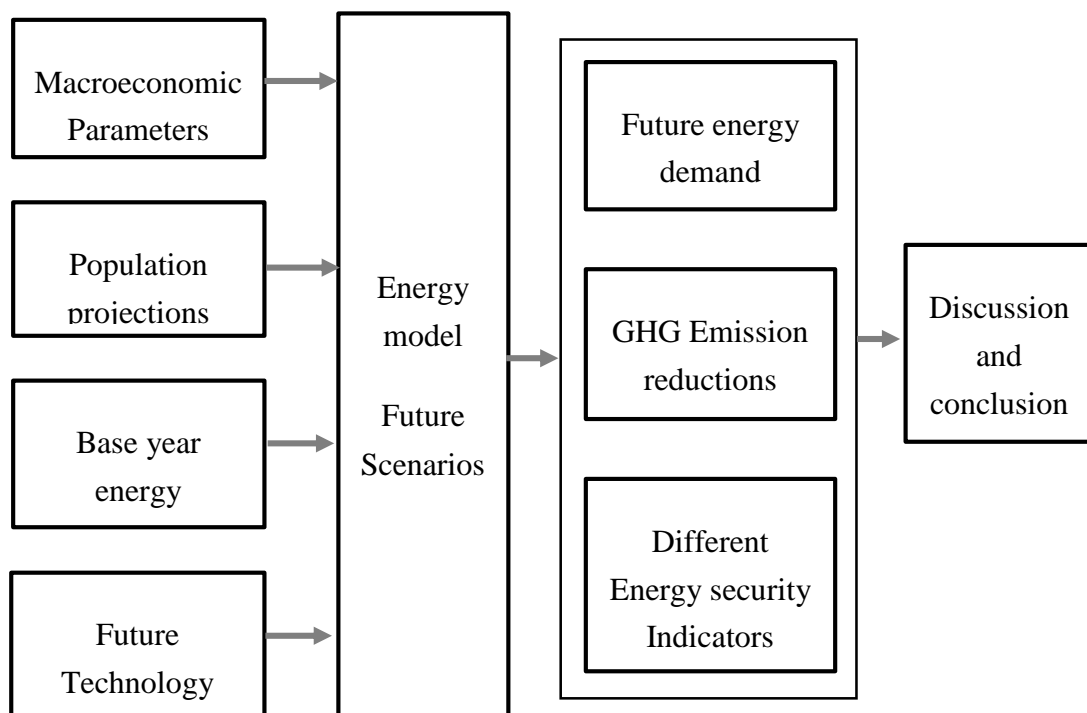 Macroeconomic
Parameters
Population
projections
Base year
energy
Future
Technology
Energy
model
Future
Scenarios
Future energy
demand
GHG Emission
reductions
Different
Energy security
Indicators
Discussion
and
conclusion